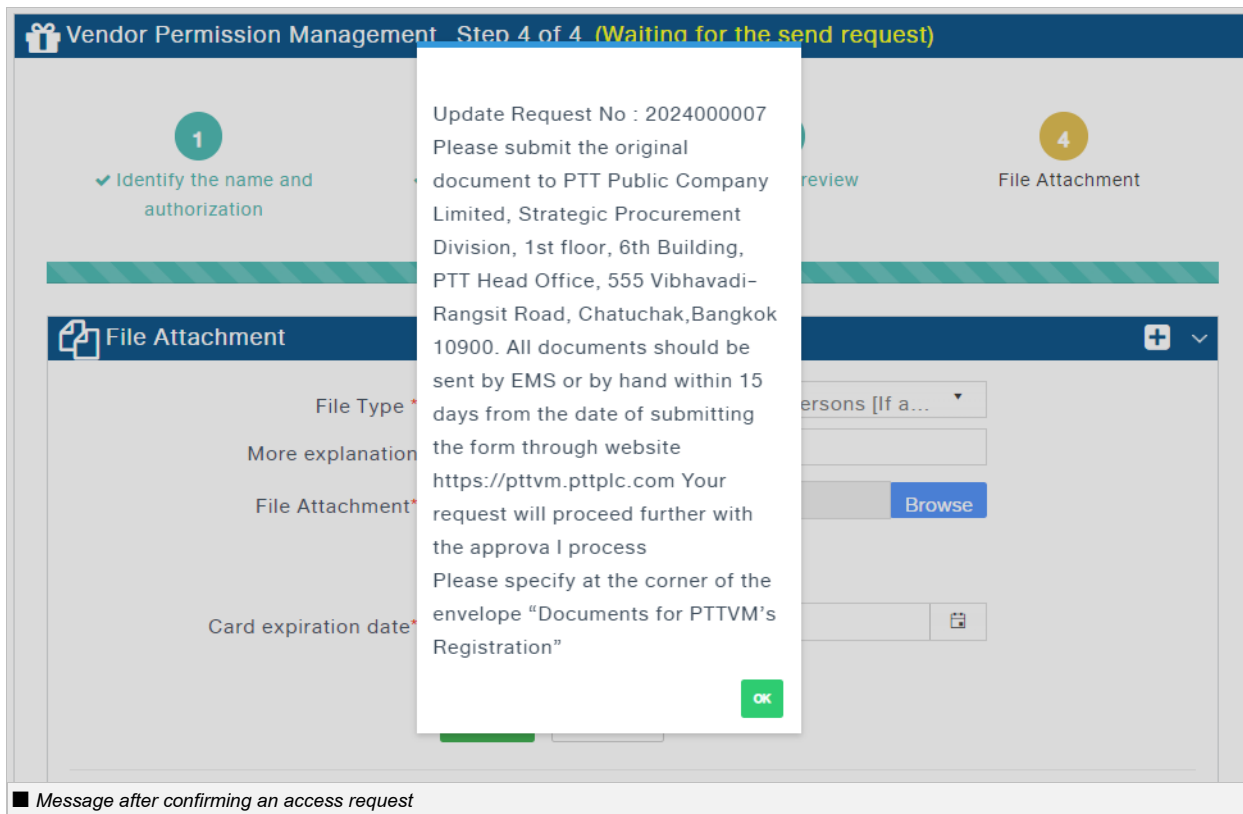 Vendor Permission Management Step 4 of 4 (Waiting for the send request)
1
✔ Identify the name and
authorization
review
4
File Attachment
Update Request No : 2024000007
Please submit the original
document to PTT Public Company
Limited, Strategic Procurement
Division, 1st floor, 6th Building,
PTT Head Office, 555 Vibhavadi-
Rangsit Road, Chatuchak,Bangkok
10900. All documents should be
sent by EMS or by hand within 15
days from the date of submitting
the form through website
https://pttvm.pttplc.com Your
request will proceed further with
the approva l process
Please specify at the corner of the
envelope “Documents for PTTVM’s
Registration”
OK
File Attachment
File Type *
ersons [If a...
More explanation
File Attachment*
Browse
Card expiration date*
■ Message after confirming an access request